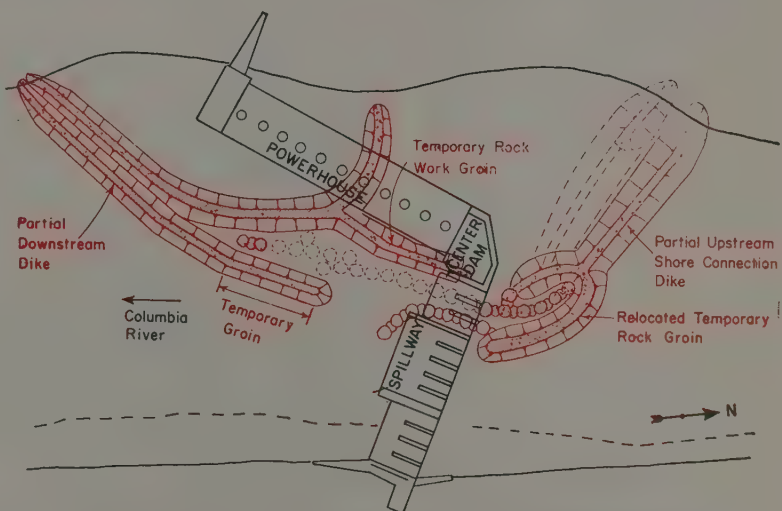 POWERHOUSE
Temporary Rock
Work Groin
CENTER
DAM
Partial
Downstream
Dike
Partial Upstream
Shore Connection
Dike
Temporary
Groin
Columbia
River
SPILLWAY
Relocated Temporary
Rock Groin
N